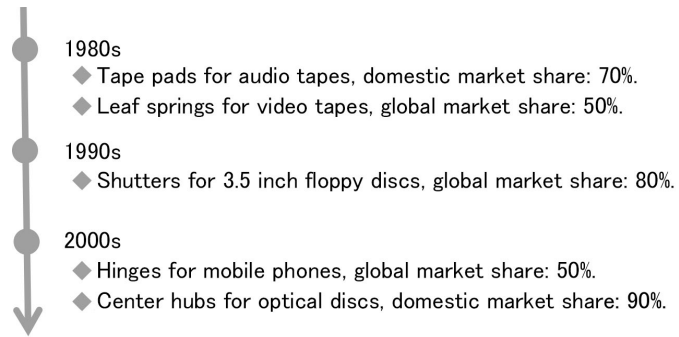 1980s
◆Tape pads for audio tapes, domestic market share: 70%.
◆Leaf springs for video tapes, global market share: 50%.
1990s
◆Shutters for 3.5 inch floppy discs, global market share: 80%.
2000s
◆Hinges for mobile phones, global market share: 50%.
◆Center hubs for optical discs, domestic market share: 90%.